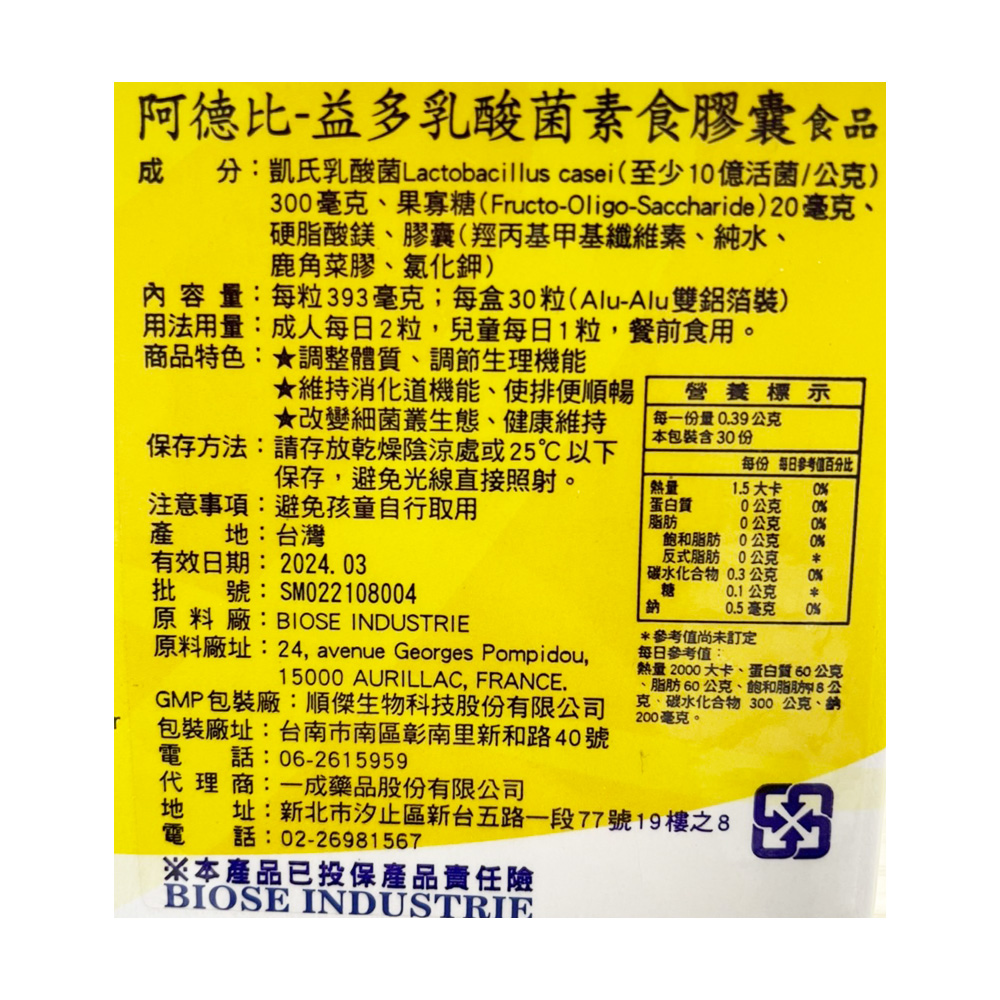 阿德比-益多乳酸菌素食膠囊食品
成 分：凱氏乳酸菌Lactobacillus casei(至少10億活菌/公克)
300毫克、果寡糖(Fructo-Oligo-Saccharide)20毫克、
硬脂酸鎂、膠囊(羥丙基甲基纖維素、純水、
鹿角菜膠、氯化鉀)
內容量：每粒393毫克；每盒30粒(Alu-Alu雙鋁箔裝)
用法用量：成人每日2粒，兒童每日1粒，餐前食用。
商品特色：★調整體質、調節生理機能
★維持消化道機能、使排便順暢
★改變細菌叢生態、健康維持
保存方法：請存放乾燥陰涼處或25℃以下
保存，避免光線直接照射。
注意事項：避免孩童自行取用
產 地：台灣
有效日期：2024.03
批 號：SM022108004
原料廠：BIOSE INDUSTRIE
原料廠址：24, avenue Georges Pompidou,
15000 AURILLAC, FRANCE.
GMP包裝廠：順傑生物科技股份有限公司
包裝廠址：台南市南區彰南里新和路40號
電 話：06-2615959
代理商：一成藥品股份有限公司
地 址：新北市汐止區新台五路一段77號19樓之8
電 話：02-26981567
※本產品已投保產品責任險
BIOSE INDUSTRIE
營養標示
每一份量0.39公克
本包裝含30份
每份 每日參考值百分比
熱量 1.5大卡 0%
蛋白質 0公克 0%
脂肪 0公克 0%
飽和脂肪 0公克 0%
反式脂肪 0公克 *
碳水化合物 0.3公克 0%
糖 0.1公克 *
鈉 0.5毫克 0%
*參考值尚未訂定
每日參考值：
熱量2000大卡、蛋白質60公克
、脂肪60公克、飽和脂肪18公
克、碳水化合物 300 公克、鈉
200毫克。
r